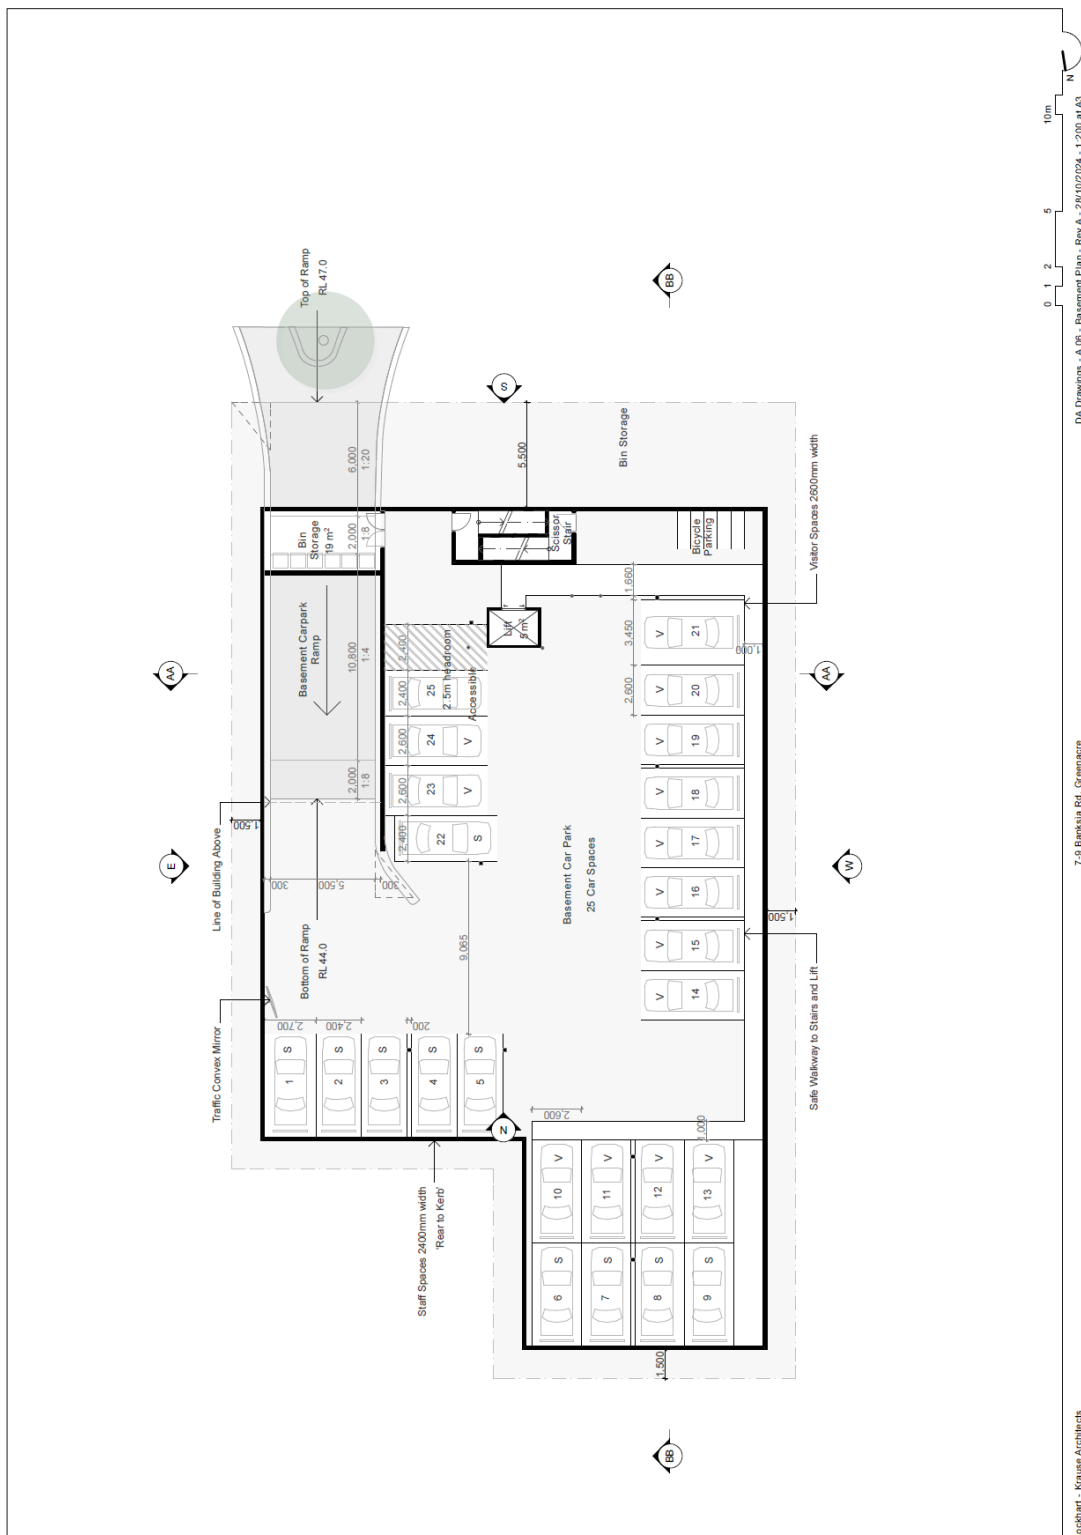 DA Drawings - A.06 - Basement Plan - Rev A - 28/10/2024 - 1:200 at A3
7-9 Banksia Rd, Greenacre
Lockhart - Krause Architects
N
0 1 2 5 10m
Top of Ramp
RL 47.0
BB
S
Bin Storage
5,500
6,000
1:20
2,000
1:8
Bin
Storage
19 m²
Scissor
Stair
Bicycle
Parking
Visitor Spaces 2600mm width
1,660
Lift
5 m²
Basement Carpark
Ramp
10,800
1:4
2,400
2.5m headroom
Accessible
2,400
25
2,600
24
V
2,600
23
V
2,400
22
S
3,450
V
21
1,000
2,600
V
20
V
19
V
18
V
17
V
16
V
15
V
14
AA
AA
2,000
1:8
Line of Building Above
1,500
E
W
300
5,500
300
Basement Car Park
25 Car Spaces
1,500
Bottom of Ramp
RL 44.0
9,065
Traffic Convex Mirror
Safe Walkway to Stairs and Lift
2,700
2,400
200
1
S
2
S
3
S
4
S
5
S
N
2,600
1,000
Staff Spaces 2400mm width
'Rear to Kerb'
10
V
11
V
12
V
13
V
6
S
7
S
8
S
9
S
1,500
BB